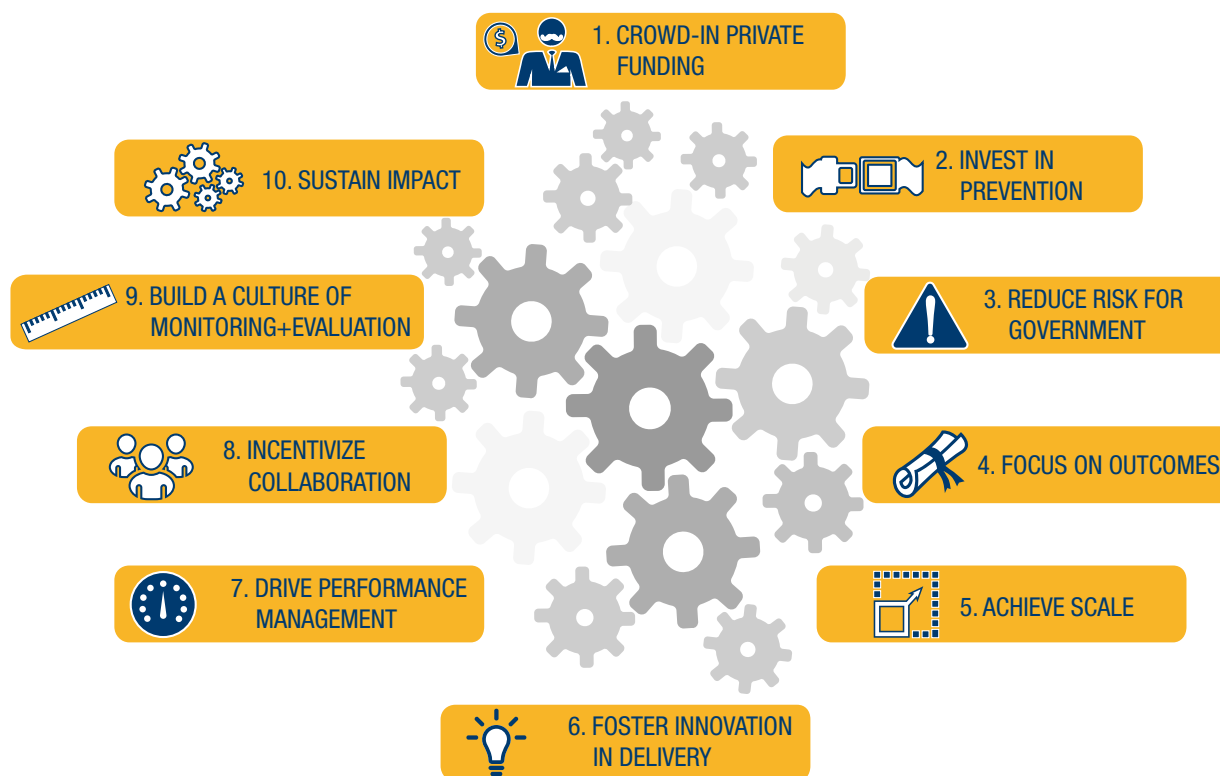 $
1. CROWD-IN PRIVATE
FUNDING
2. INVEST IN
PREVENTION
3. REDUCE RISK FOR
GOVERNMENT
4. FOCUS ON OUTCOMES
5. ACHIEVE SCALE
6. FOSTER INNOVATION
IN DELIVERY
7. DRIVE PERFORMANCE
MANAGEMENT
8. INCENTIVIZE
COLLABORATION
9. BUILD A CULTURE OF
MONITORING+EVALUATION
10. SUSTAIN IMPACT